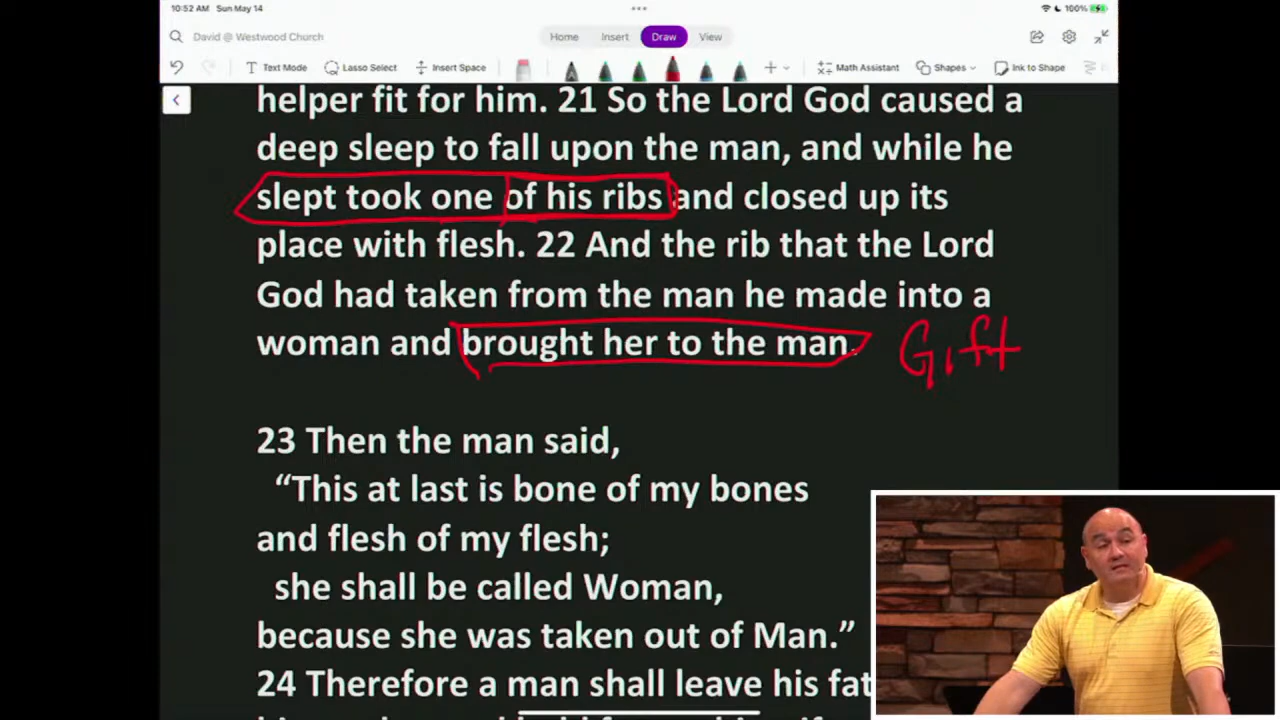 10:52 AM Sun May 14
100%
David @ Westwood Church
Home Insert Draw View
Text Mode Lasso Select Insert Space Math Assistant Shapes Ink to Shape
helper fit for him. 21 So the Lord God caused a
deep sleep to fall upon the man, and while he
slept took one of his ribs and closed up its
place with flesh. 22 And the rib that the Lord
God had taken from the man he made into a
woman and brought her to the man. Gift
23 Then the man said,
“This at last is bone of my bones
and flesh of my flesh;
she shall be called Woman,
because she was taken out of Man.”
24 Therefore a man shall leave his fat